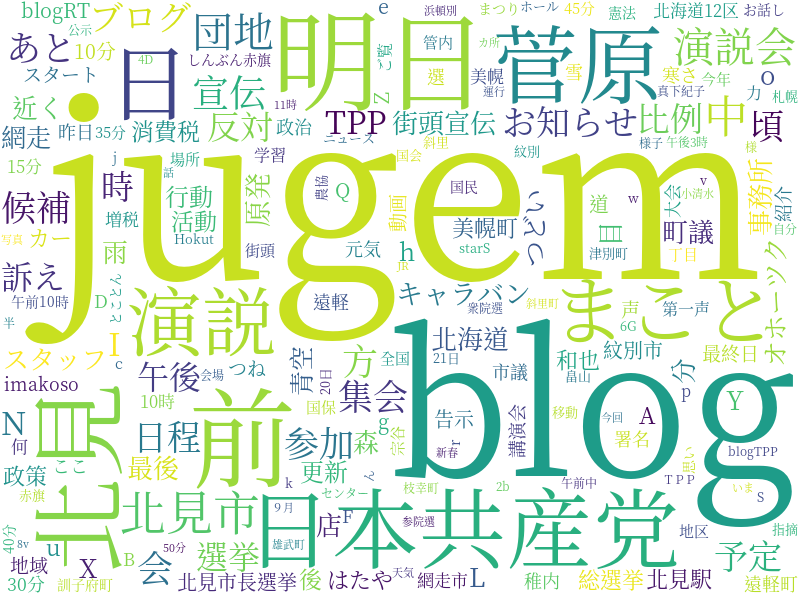 blogRT
ブログ
e
浜頓別
まつり
ホール
45分
憲法
北海道12区
お話し
公示
あと
10分
団地
明日
菅原
演説会
スタート
4D
しんぶん赤旗
ご覧
管内
カ所
日
宣伝
Z
選
美幌
雪
寒さ
今年
o
近く
11時
運行
真下紀子
力
札幌
網走
昨日
35分
消費税
反対
政治
TPP
街頭宣伝
お知らせ
比例
中
頃
ニュース
様子
午後3時
15分
j
場所
学習
国会
斜里
紋別
様
時
話
候補
行動
原発
農協
国民
いどう
v
大会
小清水
事務所
紹介
jugem
増税
活動
Q
動画
美幌町
道
w
自分
カー
Hokut
街頭
元気
h
starS
津別町
目
町議
丁目
写真
雨
JR
訴え
遠軽
キャラバン
衆院選
斜里町
まこと
声
第一声
オホーツク
午前10時
D
演説
6G
半
I
北海道
スタッフ
青空
方
全国
21日
和也
紋別市
最終日
c
午後
つね
会場
20日
市議
畠山
分
imakoso
集会
blog
10時
国保
告示
講演会
移動
今回
p
北見
前
N
日程
参加
森
g
宗谷
r
新春
署名
A
Y
何
最後
更新
blogTPP
思い
政策
ここ
k
ん
午前中
TPP
いま
s
赤旗
北見市
9月
センター
枝幸町
2b
日本共産党
地区
指摘
40分
8v
u
選挙
50分
雄武町
店
F
参院選
予定
地域
X
B
会
30分
訓子府町
北見市長選挙
後
はたや
天気
網走市
L
稚内
総選挙
北見駅
遠軽町